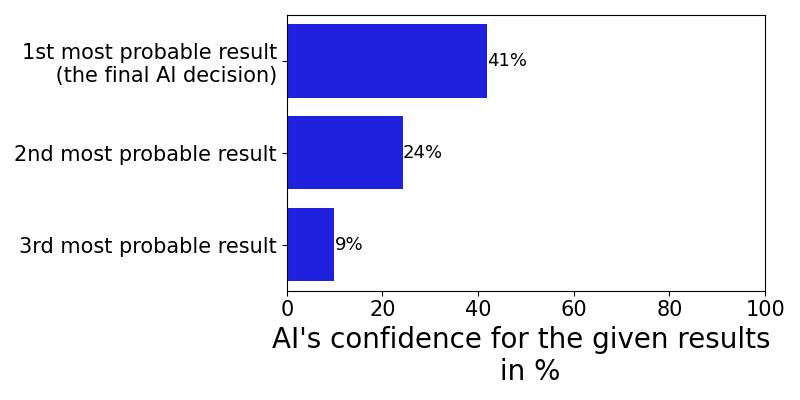 1st most probable result
(the final AI decision)
41%
2nd most probable result
24%
3rd most probable result
9%
0 20 40 60 80 100
AI's confidence for the given results
in %